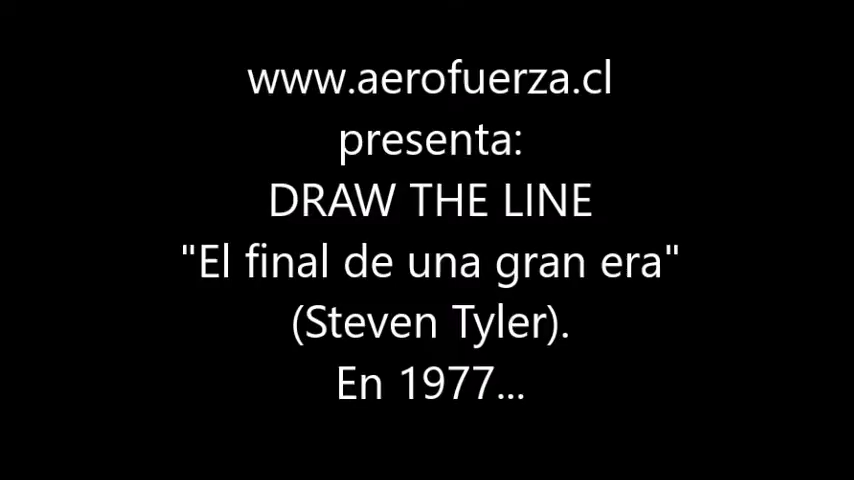 www.aerofuerza.cl
presenta:
DRAW THE LINE
"El final de una gran era"
(Steven Tyler).
En 1977...